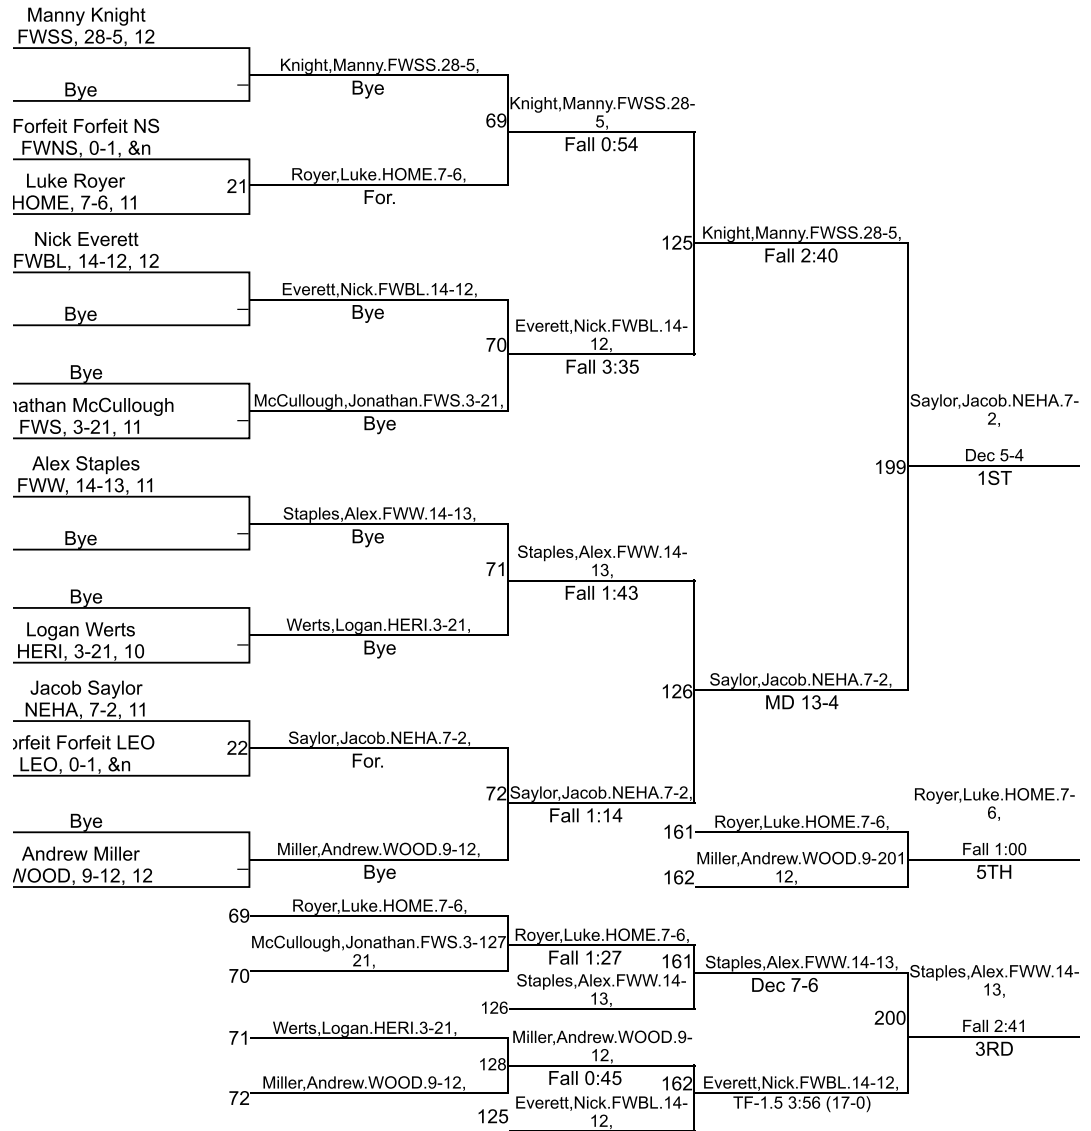 Manny Knight
FWSS, 28-5, 12
Bye
Knight,Manny.FWSS.28-5,
Bye
Forfeit Forfeit NS
FWNS, 0-1, &n
Luke Royer
HOME, 7-6, 11
21
Royer,Luke.HOME.7-6,
For.
69
Knight,Manny.FWSS.28-
5,
Fall 0:54
Nick Everett
FWBL, 14-12, 12
Bye
Everett,Nick.FWBL.14-12,
Bye
Bye
nathan McCullough
FWS, 3-21, 11
McCullough,Jonathan.FWS.3-21,
Bye
70
Everett,Nick.FWBL.14-
12,
Fall 3:35
125
Knight,Manny.FWSS.28-5,
Fall 2:40
Alex Staples
FWW, 14-13, 11
Bye
Staples,Alex.FWW.14-13,
Bye
Bye
Logan Werts
HERI, 3-21, 10
Werts,Logan.HERI.3-21,
Bye
71
Staples,Alex.FWW.14-
13,
Fall 1:43
Jacob Saylor
NEHA, 7-2, 11
orfeit Forfeit LEO
LEO, 0-1, &n
22
Saylor,Jacob.NEHA.7-2,
For.
Bye
Andrew Miller
WOOD, 9-12, 12
Miller,Andrew.WOOD.9-12,
Bye
72
Saylor,Jacob.NEHA.7-2,
Fall 1:14
126
Saylor,Jacob.NEHA.7-2,
MD 13-4
199
Saylor,Jacob.NEHA.7-
2,
Dec 5-4
1ST
161
Royer,Luke.HOME.7-6,
162
Miller,Andrew.WOOD.9-201
12,
Royer,Luke.HOME.7-
6,
Fall 1:00
5TH
69
Royer,Luke.HOME.7-6,
70
McCullough,Jonathan.FWS.3-127
21,
Royer,Luke.HOME.7-6,
Fall 1:27
126
Staples,Alex.FWW.14-
13,
161
Staples,Alex.FWW.14-13,
Dec 7-6
71
Werts,Logan.HERI.3-21,
72
Miller,Andrew.WOOD.9-12,
128
Miller,Andrew.WOOD.9-
12,
Fall 0:45
125
Everett,Nick.FWBL.14-
12,
162
Everett,Nick.FWBL.14-12,
TF-1.5 3:56 (17-0)
200
Staples,Alex.FWW.14-
13,
Fall 2:41
3RD